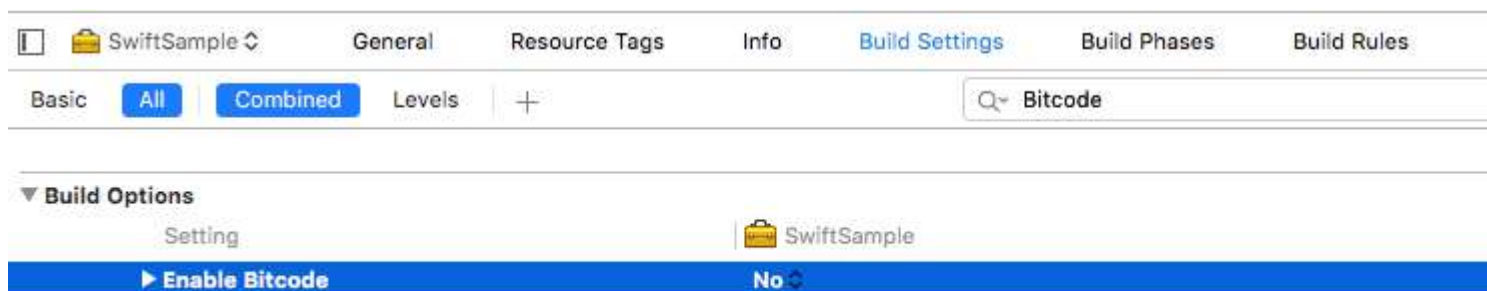 SwiftSample General Resource Tags Info Build Settings Build Phases Build Rules
Basic All Combined Levels + Bitcode
Build Options
Setting SwiftSample
Enable Bitcode No